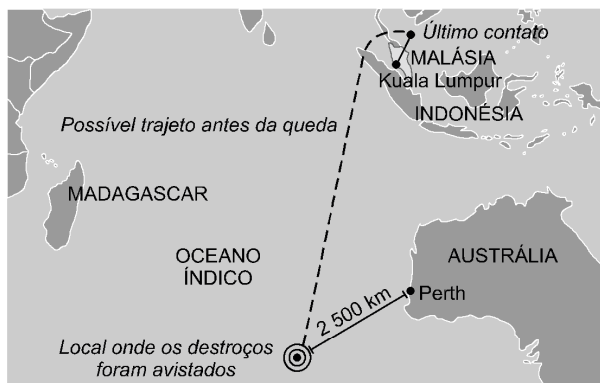 Último contato
MALÁSIA
Kuala Lumpur
INDONÉSIA
Possível trajeto antes da queda
MADAGASCAR
OCEANO
ÍNDICO
AUSTRÁLIA
Perth
2 500 km
Local onde os destroços
foram avistados